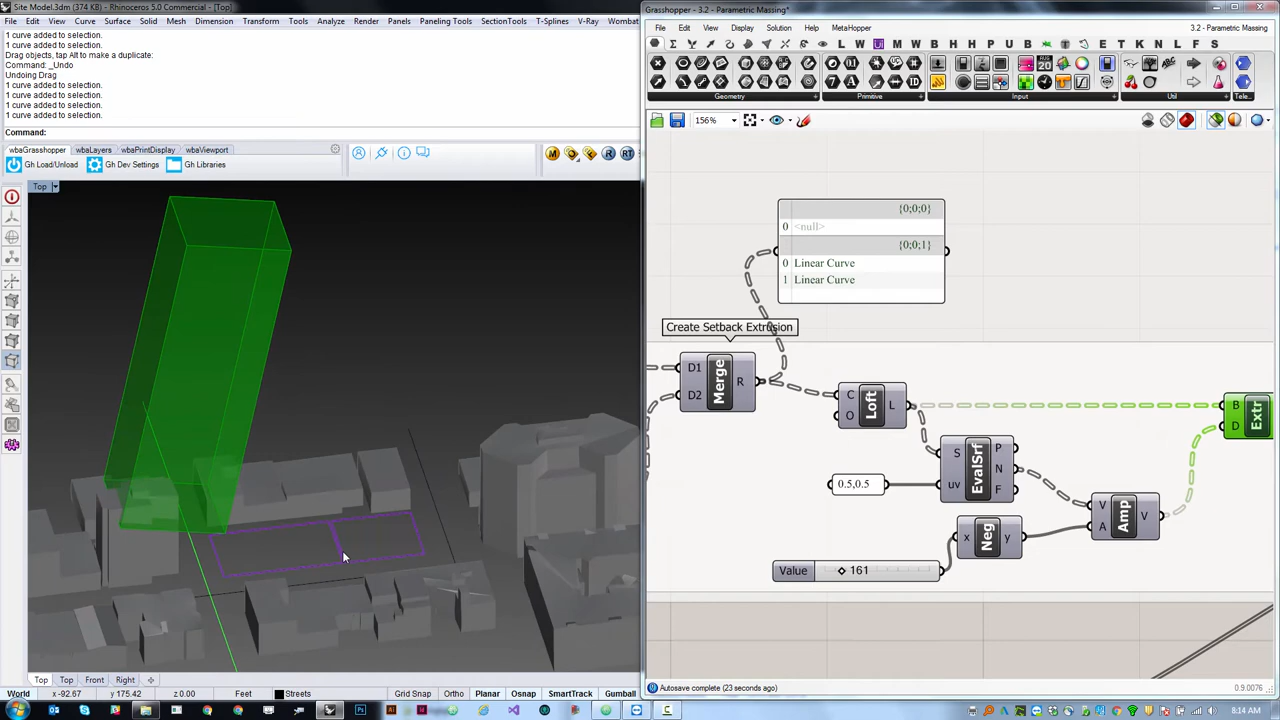 Site Model.3dm (374 KB) - Rhinoceros 5.0 Commercial - [Top]
File Edit View Curve Surface Solid Mesh Dimension Transform Tools Analyze Render Panels Tools SectionTools T-Splines V-Ray Wombat
1 curve added to selection.
1 curve added to selection.
Drag objects, tap Alt to make a duplicate:
Command: _Undo
Undoing Drag
1 curve added to selection.
1 curve added to selection.
1 curve added to selection.
1 curve added to selection.
Command:
wbaGrasshopper wbaLayers wbaPrintDisplay wbaViewport
Gh Load/Unload Gh Dev Settings Gh Libraries
M R RT
Top
Top Top Front Right
World x -92.67 y 175.42 z 0.00 Feet Streets Grid Snap Ortho Planar Osnap SmartTrack Gumball
Grasshopper - 3.2 - Parametric Massing*
File Edit View Display Solution Help MetaHopper 3.2 - Parametric Massing*
L W U M W B H H P U B E T K N L F S
Geometry Primitive Input Util Tele...
156%
{0;0;0}
0 <null>
{0;0;1}
0 Linear Curve
1 Linear Curve
Create Setback Extrusion
D1 D2 Merge R
C O Loft L
B D Extr
S uv EvalSrf P N F
0.5,0.5
V A Amp V
x Neg y
Value 161
Autosave complete (23 seconds ago) 0.9.0076
8:14 AM